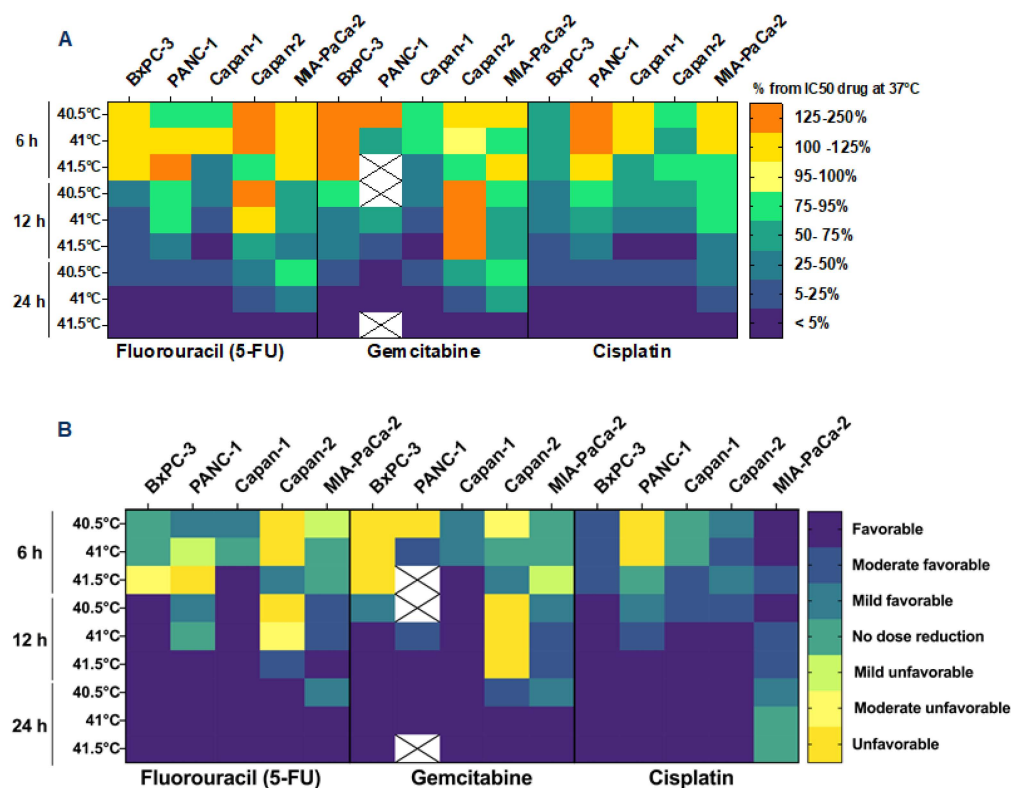 A
BxPC-3 PANC-1 Capan-1 Capan-2 MIA-PaCa-2 BxPC-3 PANC-1 Capan-1 Capan-2 MIA-PaCa-2 BxPC-3 PANC-1 Capan-1 Capan-2 MIA-PaCa-2
% from IC50 drug at 37°C
6 h
40.5°C
41°C
41.5°C
12 h
40.5°C
41°C
41.5°C
24 h
40.5°C
41°C
41.5°C
125-250%
100 -125%
95-100%
75-95%
50- 75%
25-50%
5-25%
< 5%
Fluorouracil (5-FU) Gemcitabine Cisplatin
B
BxPC-3 PANC-1 Capan-1 Capan-2 MIA-PaCa-2 BxPC-3 PANC-1 Capan-1 Capan-2 MIA-PaCa-2 BxPC-3 PANC-1 Capan-1 Capan-2 MIA-PaCa-2
6 h
40.5°C
41°C
41.5°C
12 h
40.5°C
41°C
41.5°C
24 h
40.5°C
41°C
41.5°C
Favorable
Moderate favorable
Mild favorable
No dose reduction
Mild unfavorable
Moderate unfavorable
Unfavorable
Fluorouracil (5-FU) Gemcitabine Cisplatin